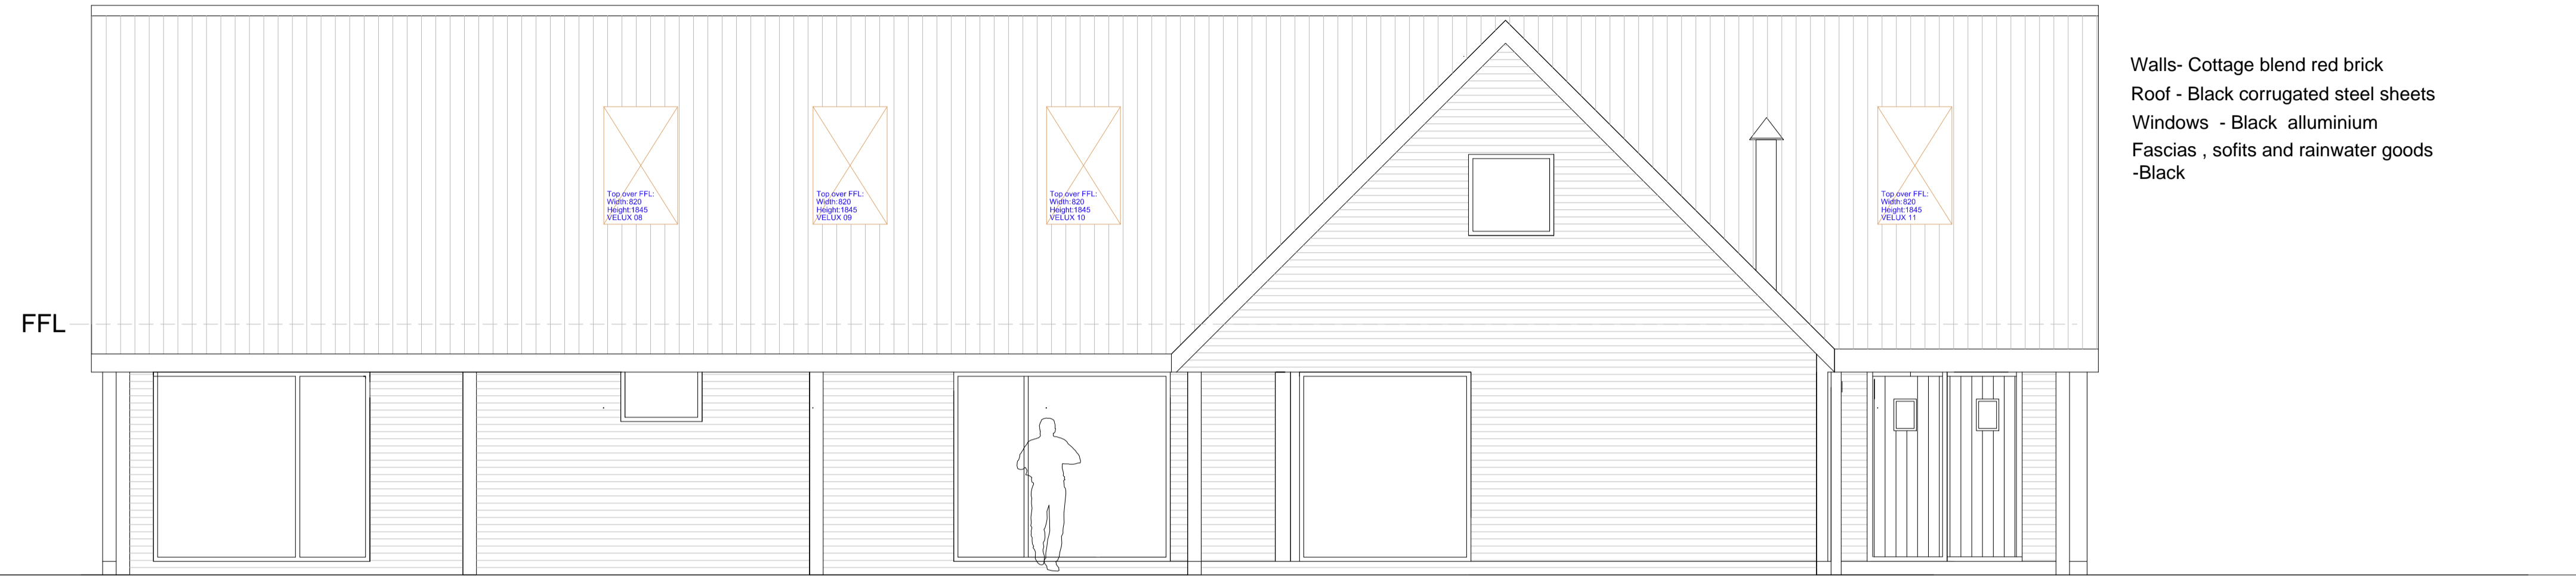 Walls- Cottage blend red brick
Roof - Black corrugated steel sheets
Windows - Black alluminium
Fascias , sofits and rainwater goods
-Black
Top over FFL:
Width:820
Height:1845
VELUX 08
Top over FFL:
Width:820
Height:1845
VELUX 09
Top over FFL:
Width:820
Height:1845
VELUX 10
Top over FFL:
Width:820
Height:1845
VELUX 11
FFL